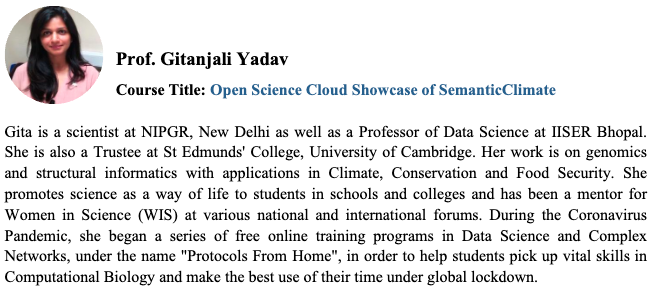 Prof. Gitanjali Yadav
Course Title: Open Science Cloud Showcase of SemanticClimate
Gita is a scientist at NIPGR, New Delhi as well as a Professor of Data Science at IISER Bhopal.
She is also a Trustee at St Edmunds' College, University of Cambridge. Her work is on genomics
and structural informatics with applications in Climate, Conservation and Food Security. She
promotes science as a way of life to students in schools and colleges and has been a mentor for
Women in Science (WIS) at various national and international forums. During the Coronavirus
Pandemic, she began a series of free online training programs in Data Science and Complex
Networks, under the name "Protocols From Home", in order to help students pick up vital skills in
Computational Biology and make the best use of their time under global lockdown.